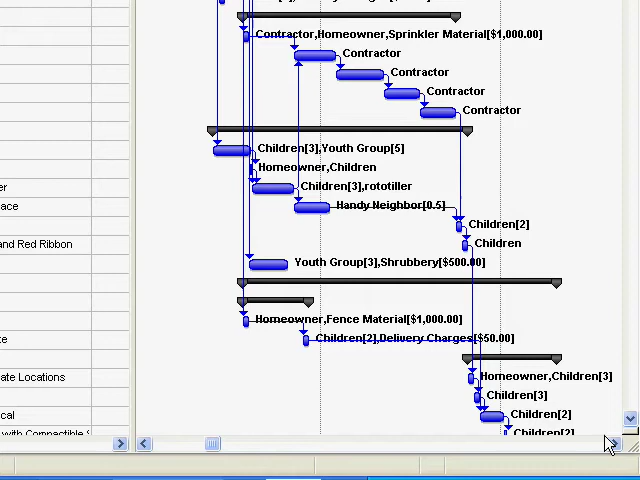 Contractor,Homeowner,Sprinkler Material[$1,000.00]
Contractor
Contractor
Contractor
Contractor
Children[3],Youth Group[5]
Homeowner,Children
er
Children[3],rototiller
ace
Handy Neighbor[0.5]
Children[2]
and Red Ribbon
Children
Youth Group[3],Shrubbery[$500.00]
Homeowner,Fence Material[$1,000.00]
te
Children[2],Delivery Charges[$50.00]
ate Locations
Homeowner,Children[3]
Children[3]
cal
Children[2]
with Compactible
Children[2]